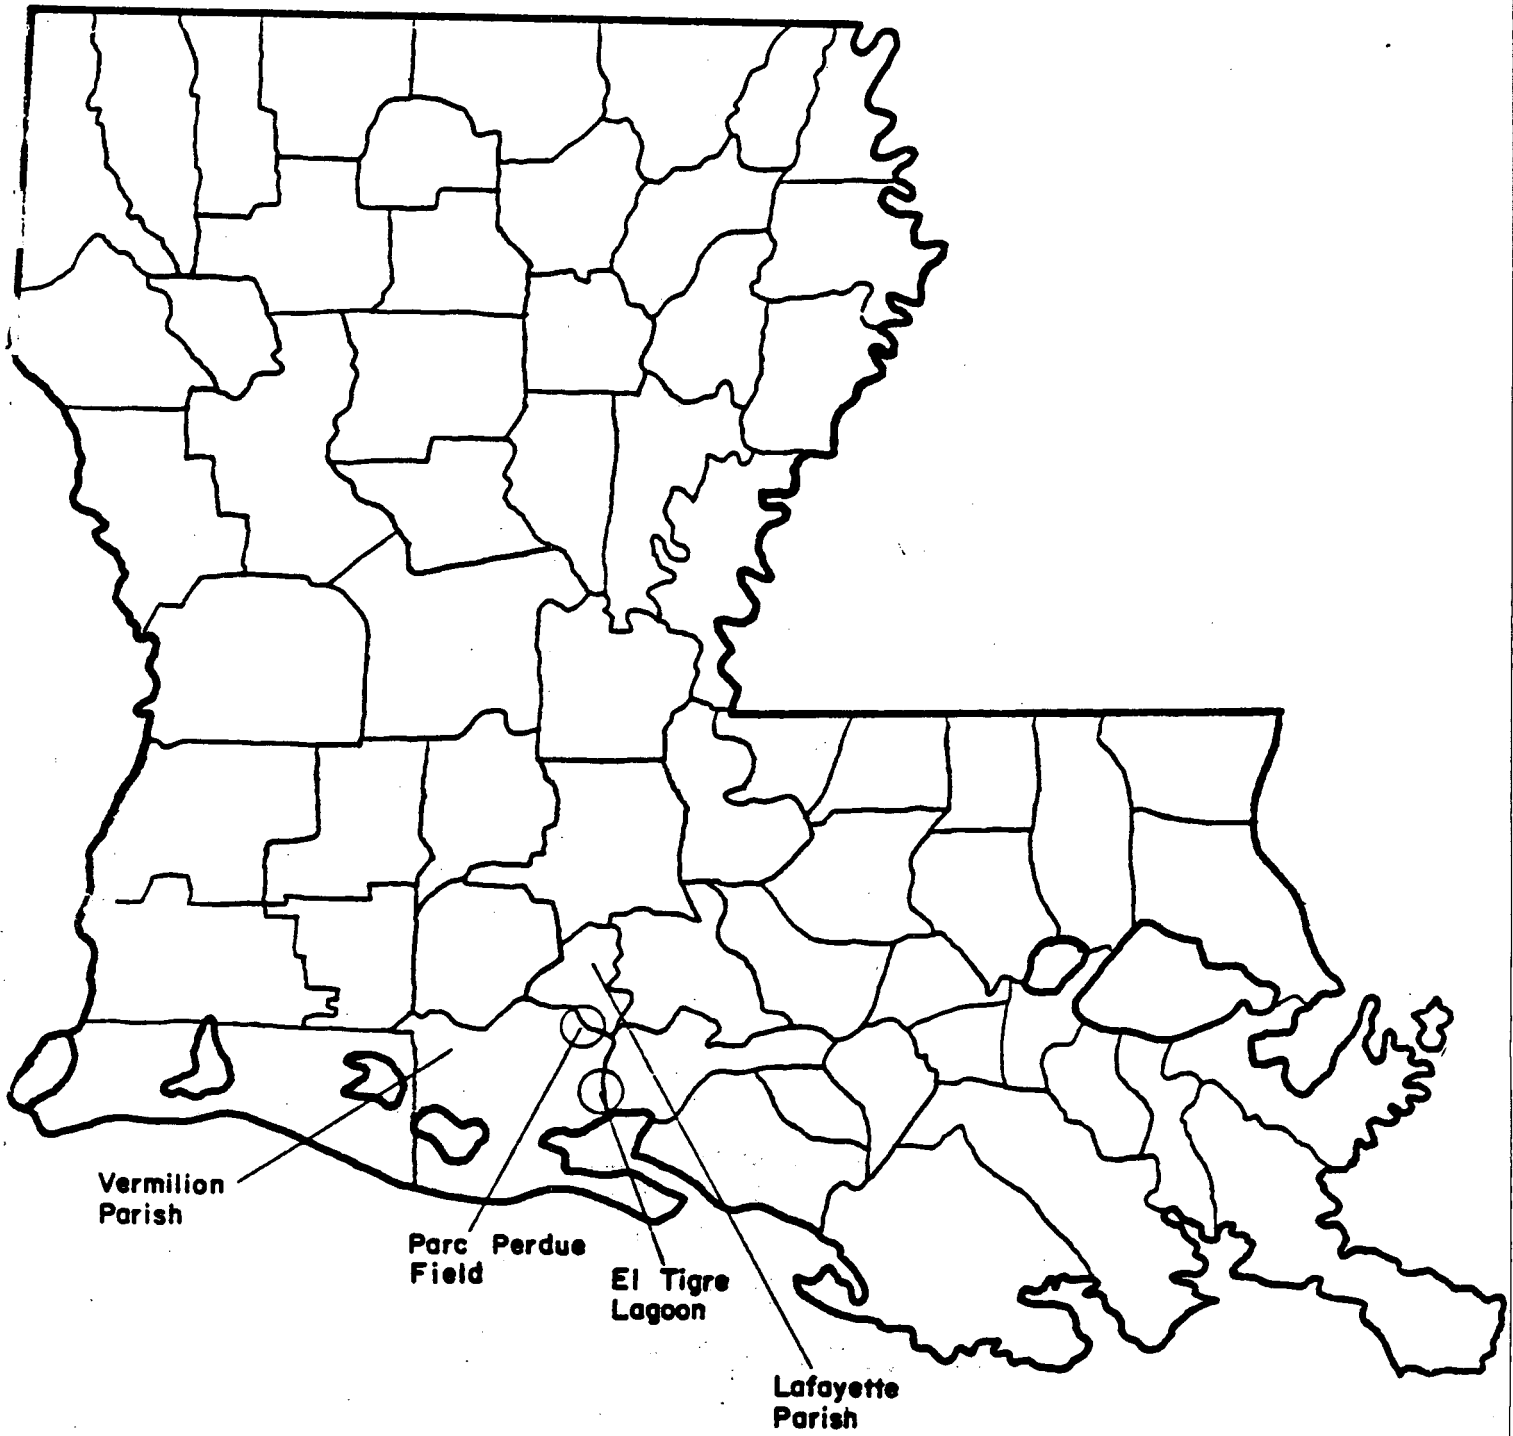 Vermilion
Parish
Parc Perdue
Field
El Tigre
Lagoon
Lafayette
Parish